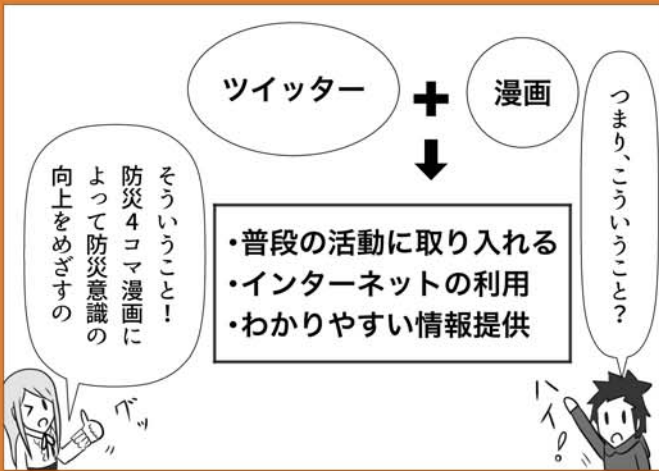 つまり、こういうこと?
ツイッター + 漫画
・普段の活動に取り入れる
・インターネットの利用
・わかりやすい情報提供
ハイ!
そういうこと!
防災4コマ漫画に
よって防災意識の
向上をめざすの
グッ